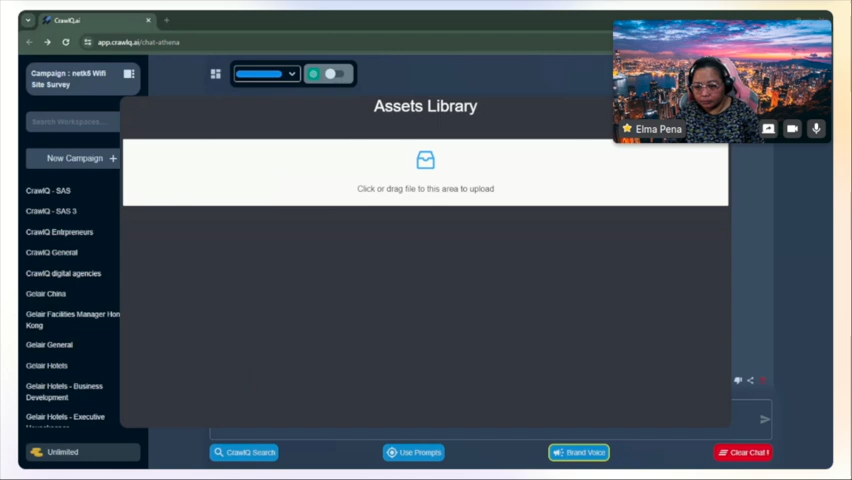 CrawlQ.ai
app.crawlq.ai/chat-athena
Campaign : netk5 Wifi
Site Survey
Search Workspaces...
New Campaign +
CrawlQ - SAS
CrawlQ - SAS 3
CrawlQ Entrpreneurs
CrawlQ General
CrawlQ digital agencies
Gelair China
Gelair Facilities Manager Hon
Kong
Gelair General
Gelair Hotels
Gelair Hotels - Business
Development
Gelair Hotels - Executive
Unlimited
Assets Library
Click or drag file to this area to upload
Elma Pena
CrawlQ Search
Use Prompts
Brand Voice
Clear Chat !